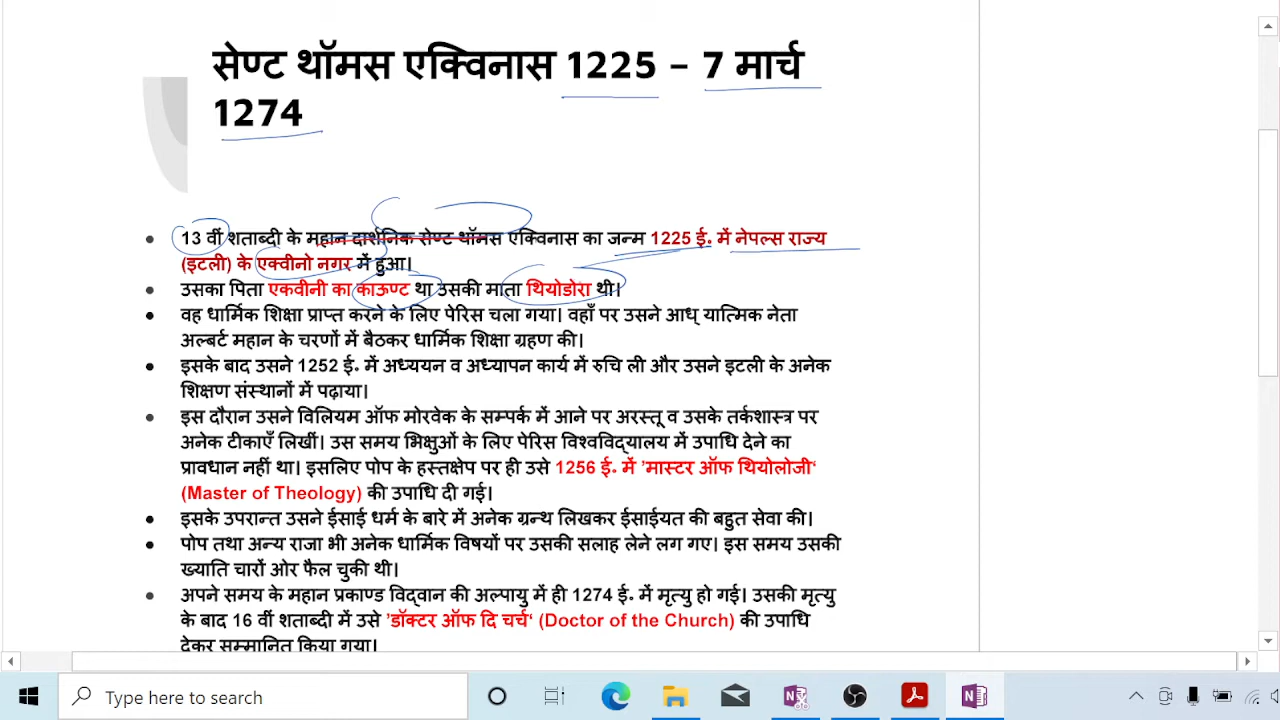 सेण्ट थॉमस एक्विनास 1225 – 7 मार्च
1274
13 वीं शताब्दी के महान दार्शनिक सेण्ट थॉमस एक्विनास का जन्म 1225 ई॰ में नेपल्स राज्य
(इटली) के एक्वीनो नगर में हुआ।
उसका पिता एकवीनी का काऊण्ट था उसकी माता थियोडोरा थी।
वह धार्मिक शिक्षा प्राप्त करने के लिए पेरिस चला गया। वहाँ पर उसने आध् यात्मिक नेता
अल्बर्ट महान के चरणों में बैठकर धार्मिक शिक्षा ग्रहण की।
इसके बाद उसने 1252 ई॰ में अध्ययन व अध्यापन कार्य में रुचि ली और उसने इटली के अनेक
शिक्षण संस्थानों में पढ़ाया।
इस दौरान उसने विलियम ऑफ मोरवेक के सम्पर्क में आने पर अरस्तू व उसके तर्कशास्त्र पर
अनेक टीकाएँ लिखीं। उस समय भिक्षुओं के लिए पेरिस विश्वविद्यालय में उपाधि देने का
प्रावधान नहीं था। इसलिए पोप के हस्तक्षेप पर ही उसे 1256 ई॰ में ’मास्टर ऑफ थियोलोजी‘
(Master of Theology) की उपाधि दी गई।
इसके उपरान्त उसने ईसाई धर्म के बारे में अनेक ग्रन्थ लिखकर ईसाईयत की बहुत सेवा की।
पोप तथा अन्य राजा भी अनेक धार्मिक विषयों पर उसकी सलाह लेने लग गए। इस समय उसकी
ख्याति चारों ओर फैल चुकी थी।
अपने समय के महान प्रकाण्ड विद्वान की अल्पायु में ही 1274 ई॰ में मृत्यु हो गई। उसकी मृत्यु
के बाद 16 वीं शताब्दी में उसे ’डॉक्टर ऑफ दि चर्च‘ (Doctor of the Church) की उपाधि
देकर सम्मानित किया गया।
Type here to search